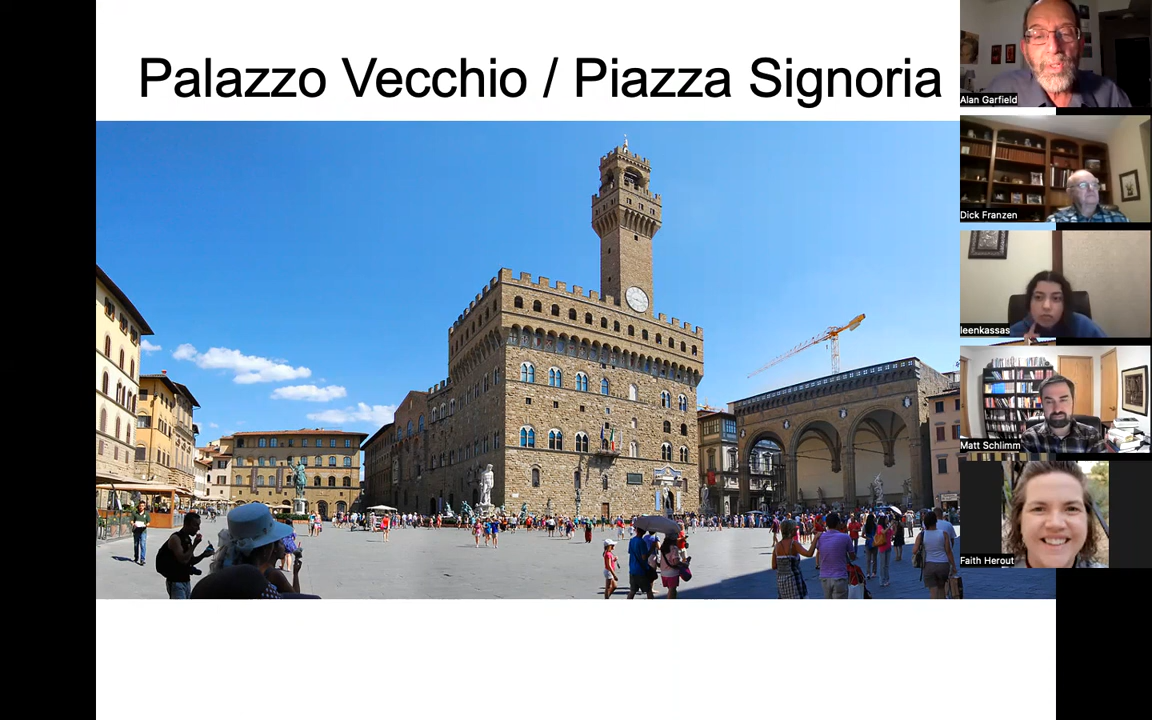 Palazzo Vecchio / Piazza Signoria
Alan Garfield
Dick Franzen
leenkassas
Matt Schlimm
Faith Herout